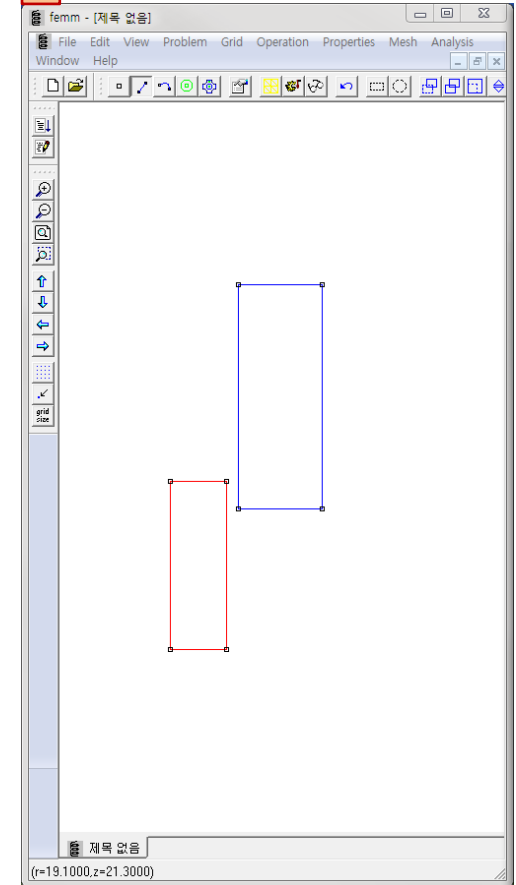 femm - [제목 없음]
File Edit View Problem Grid Operation Properties Mesh Analysis
Window Help
grid
size
제목 없음
(r=19.1000,z=21.3000)